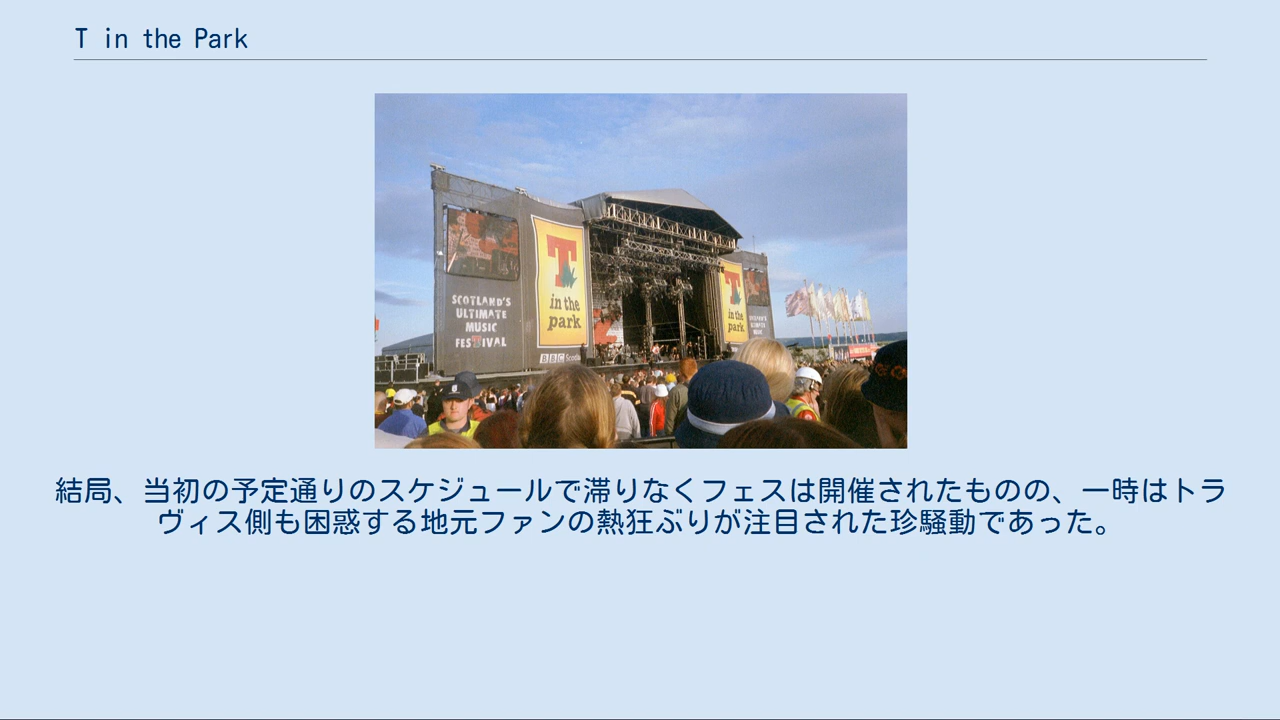 T in the Park
SCOTLAND'S
ULTIMATE
MUSIC
FESTIVAL
T
in the
park
BBC
T
in the
park
結局、当初の予定通りのスケジュールで滞りなくフェスは開催されたものの、一時はトラ
ヴィス側も困惑する地元ファンの熱狂ぶりが注目された珍騒動であった。